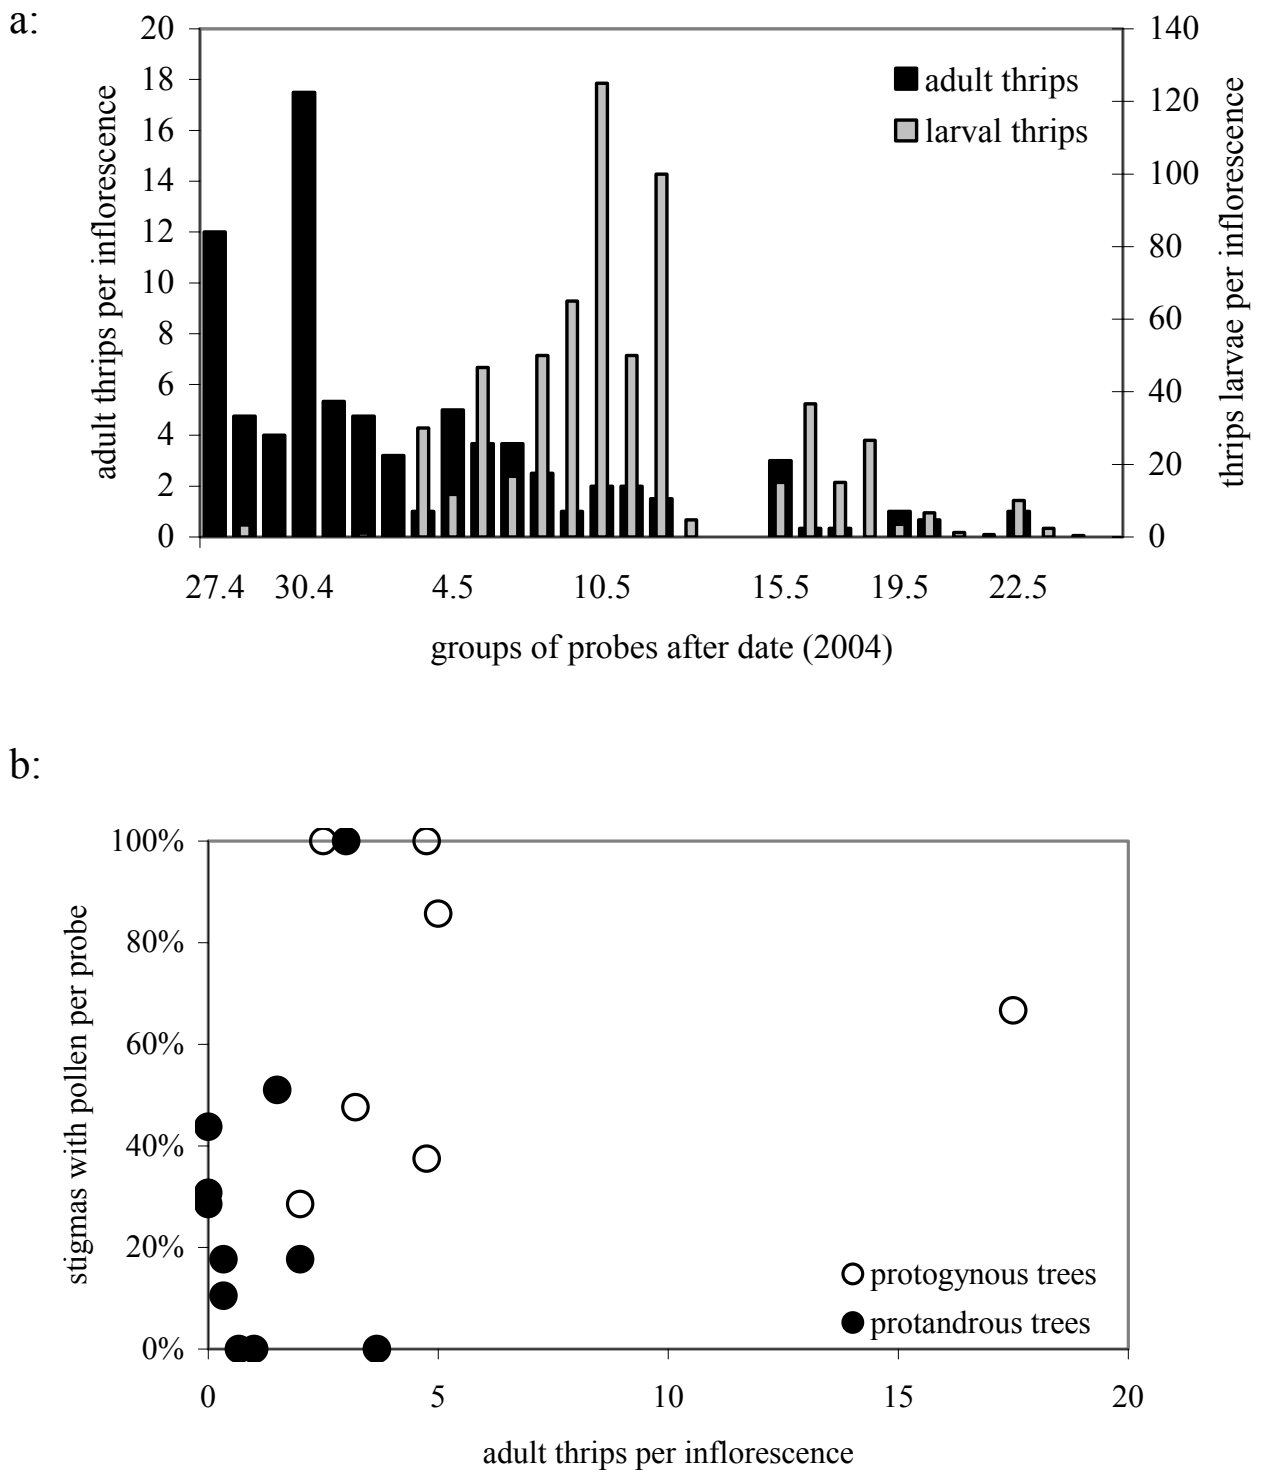 a:
adult thrips per inflorescence
20
18
16
14
12
10
8
6
4
2
0
adult thrips
larval thrips
140
120
100
80
60
40
20
0
thrips larvae per inflorescence
27.4 30.4 4.5 10.5 15.5 19.5 22.5
groups of probes after date (2004)
b:
stigmas with pollen per probe
100%
80%
60%
40%
20%
0%
protogynous trees
protandrous trees
0 5 10 15 20
adult thrips per inflorescence